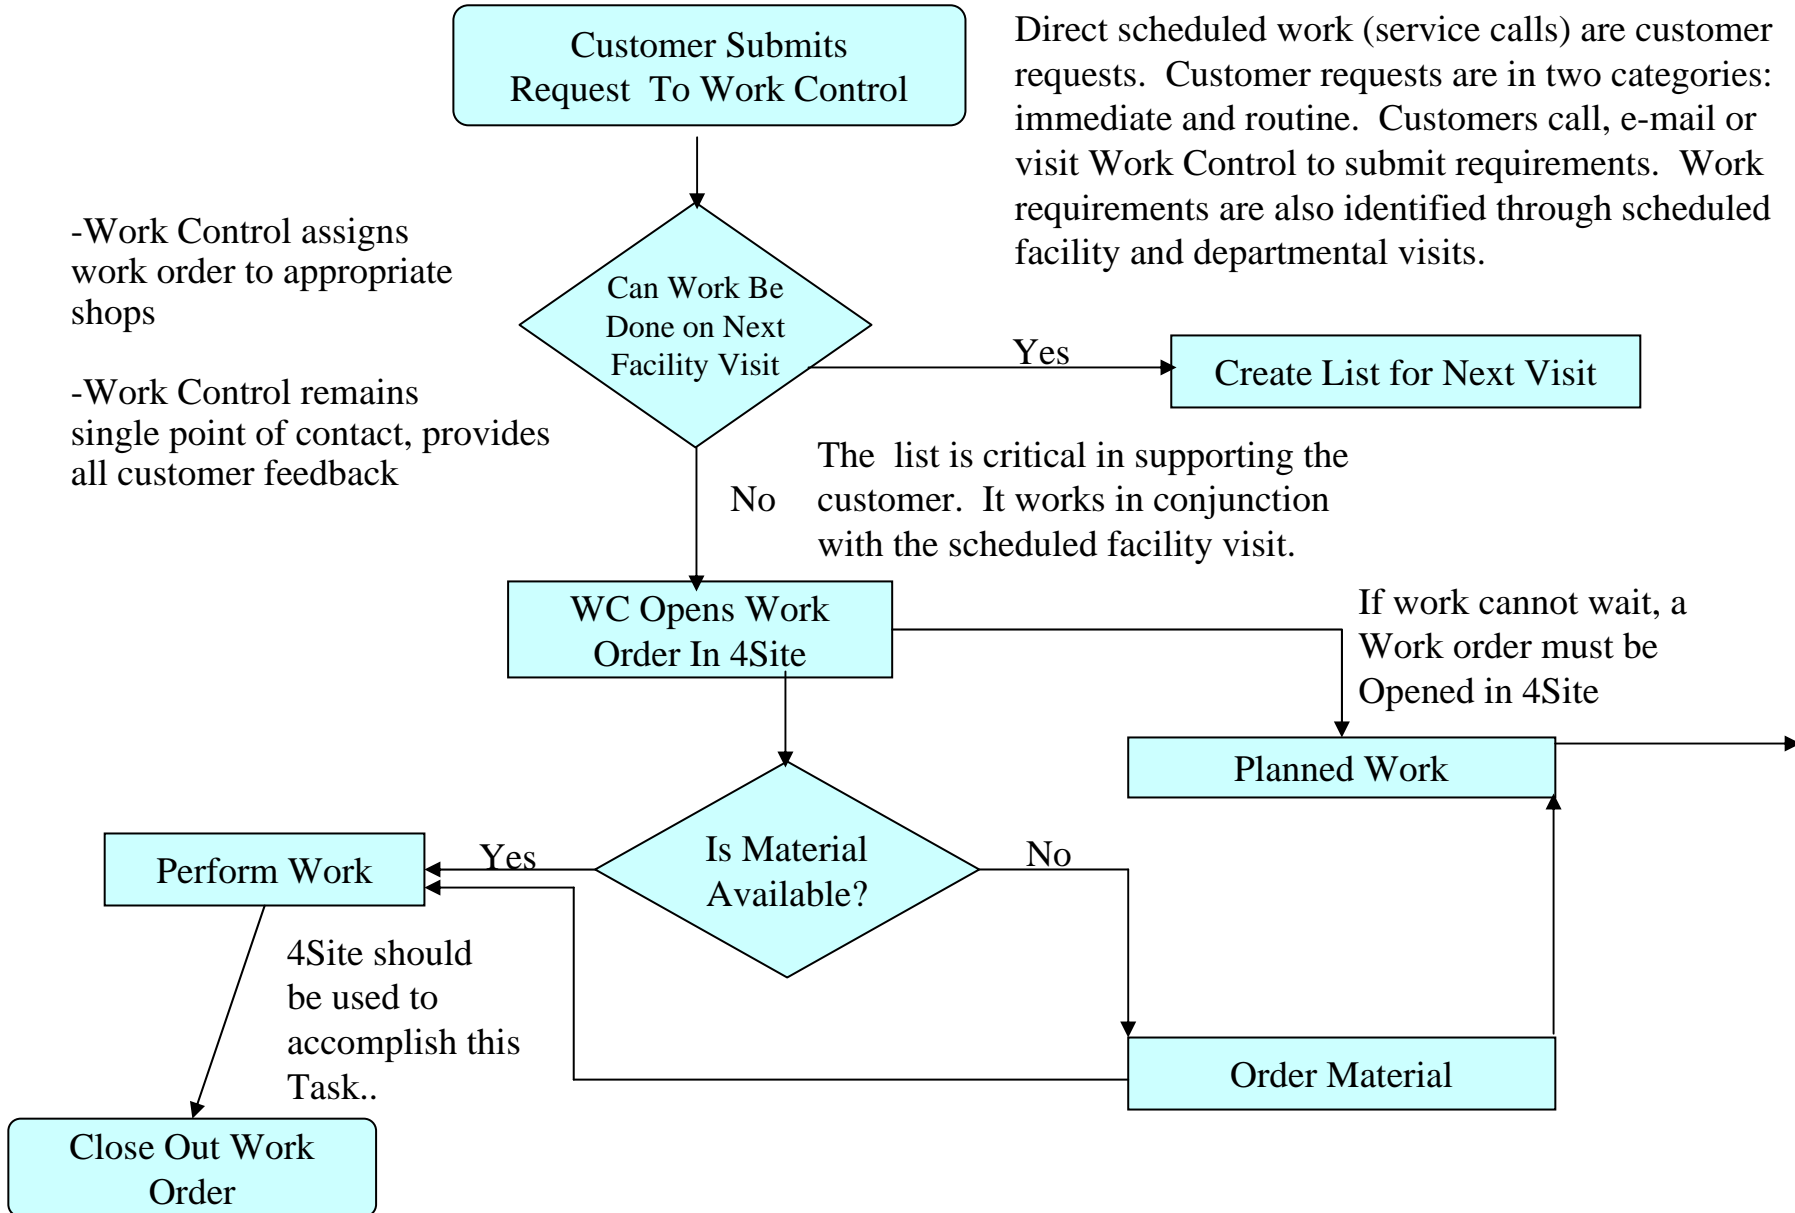 Customer Submits
Request To Work Control
Direct scheduled work (service calls) are customer
requests. Customer requests are in two categories:
immediate and routine. Customers call, e-mail or
visit Work Control to submit requirements. Work
requirements are also identified through scheduled
facility and departmental visits.
-Work Control assigns
work order to appropriate
shops
-Work Control remains
single point of contact, provides
all customer feedback
Can Work Be
Done on Next
Facility Visit
Yes
Create List for Next Visit
No
The list is critical in supporting the
customer. It works in conjunction
with the scheduled facility visit.
WC Opens Work
Order In 4Site
If work cannot wait, a
Work order must be
Opened in 4Site
Planned Work
Is Material
Available?
Yes
No
Perform Work
4Site should
be used to
accomplish this
Task..
Order Material
Close Out Work
Order